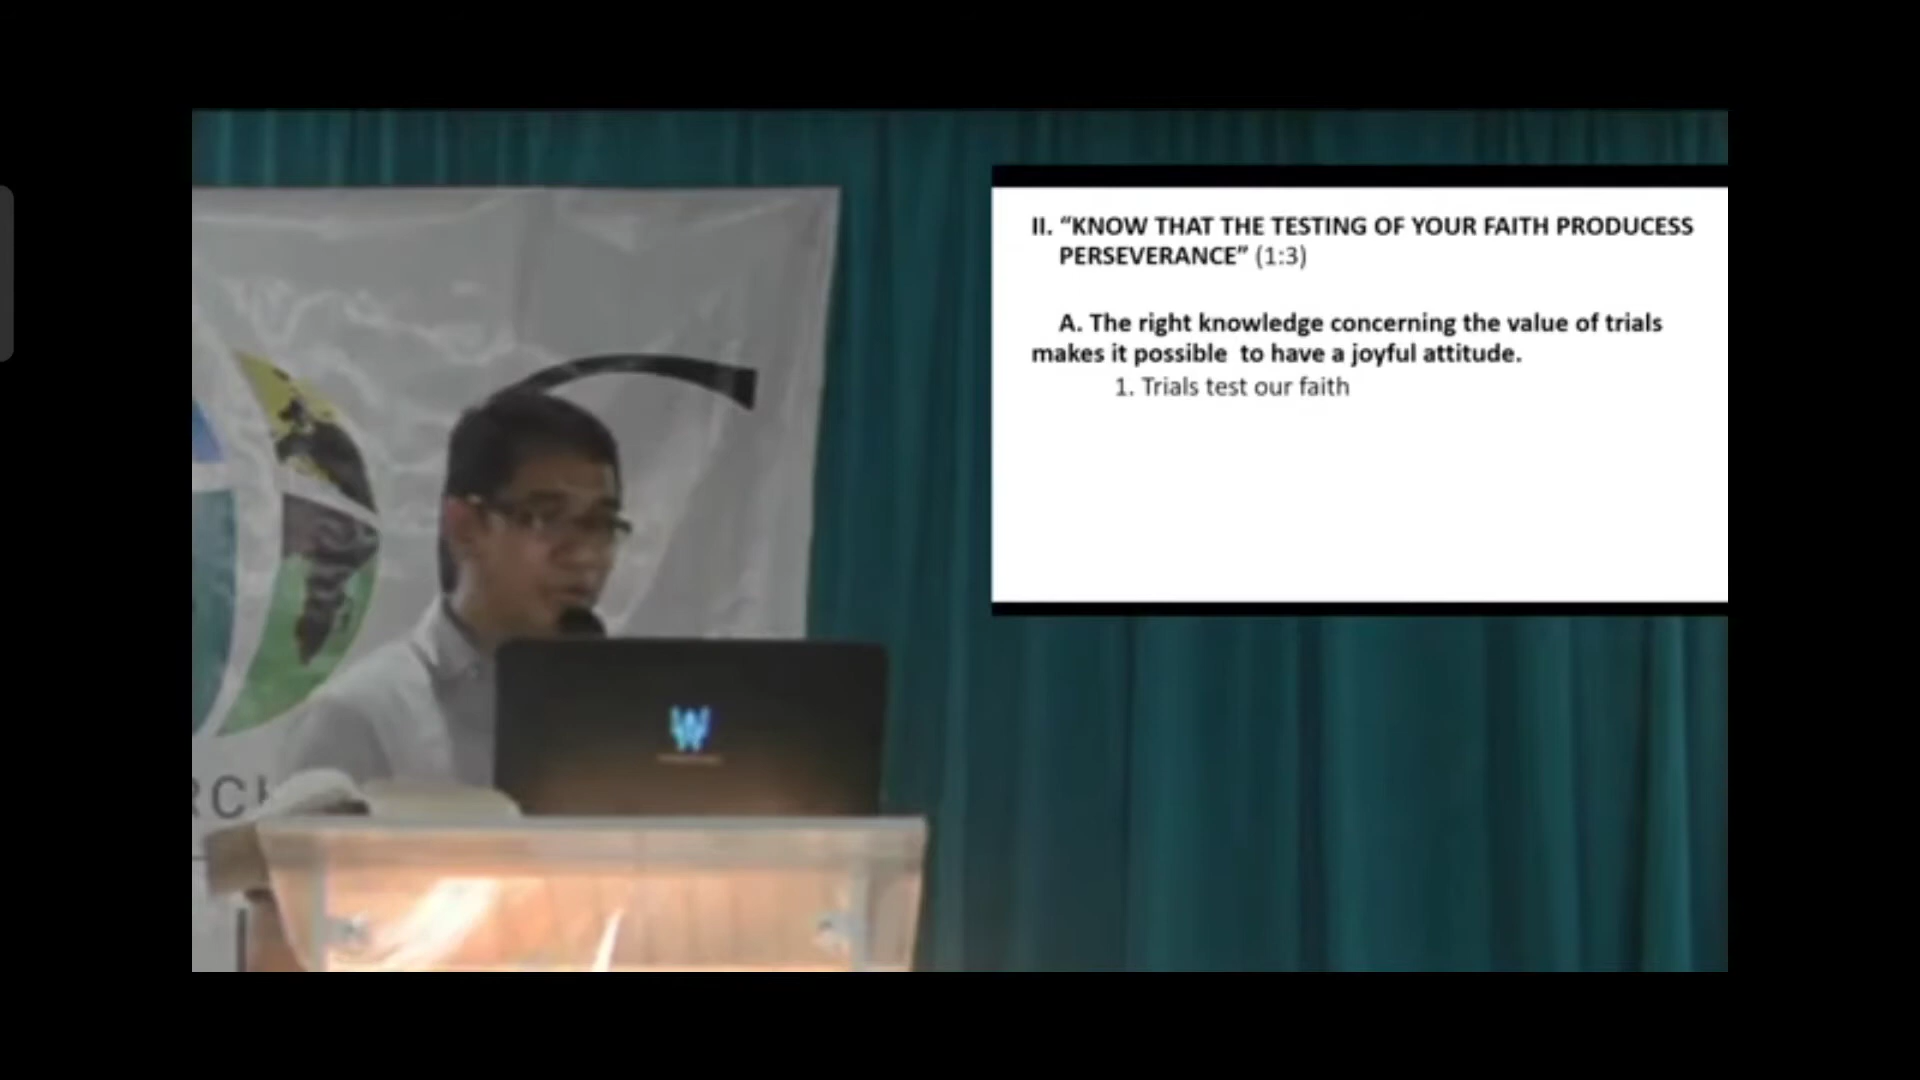 II. “KNOW THAT THE TESTING OF YOUR FAITH PRODUCESS
PERSEVERANCE” (1:3)
A. The right knowledge concerning the value of trials
makes it possible to have a joyful attitude.
1. Trials test our faith
RCH
W